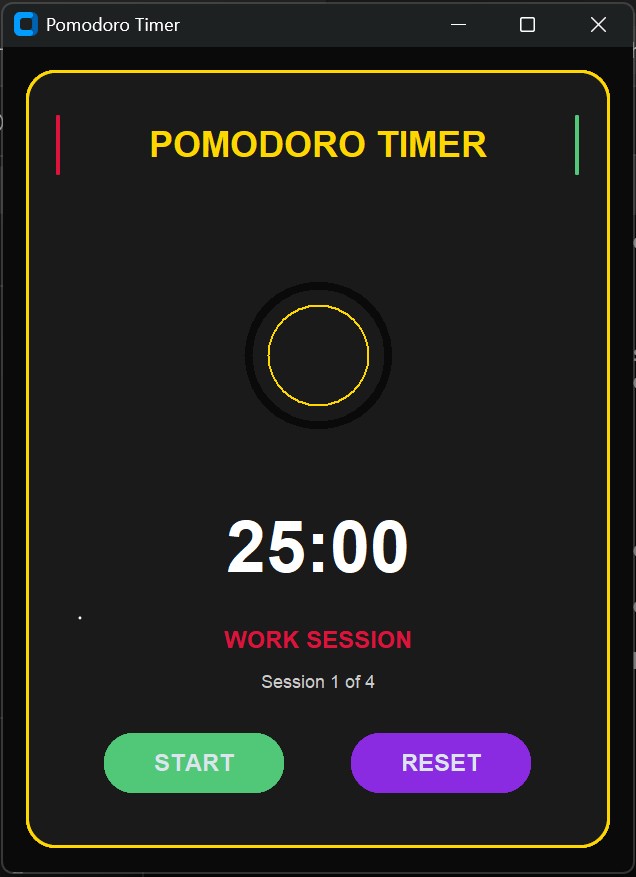 Pomodoro Timer
POMODORO TIMER
25:00
WORK SESSION
Session 1 of 4
START
RESET